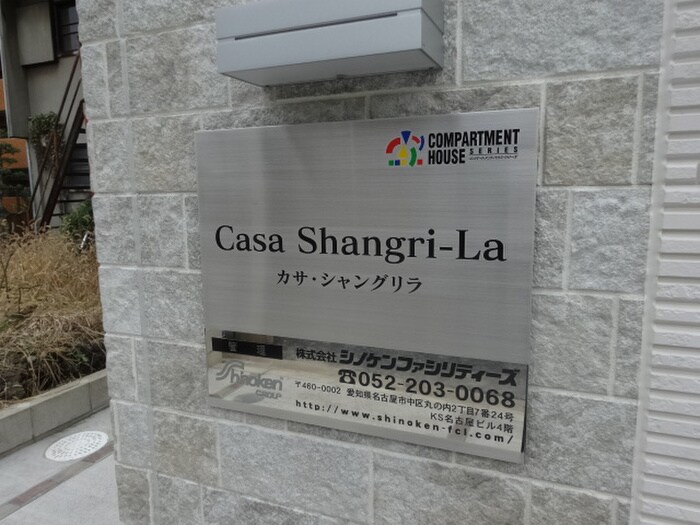 COMPARTMENT
HOUSE SERIES
Casa Shangri-La
カサ・シャングリラ
管理 株式会社 シノケンファシリティーズ
Shinoken
GROUP
☎052-203-0068
〒460-0002 愛知県名古屋市中区丸の内2丁目7番24号
KS名古屋ビル4階
http://www.shinoken-fcl.com/